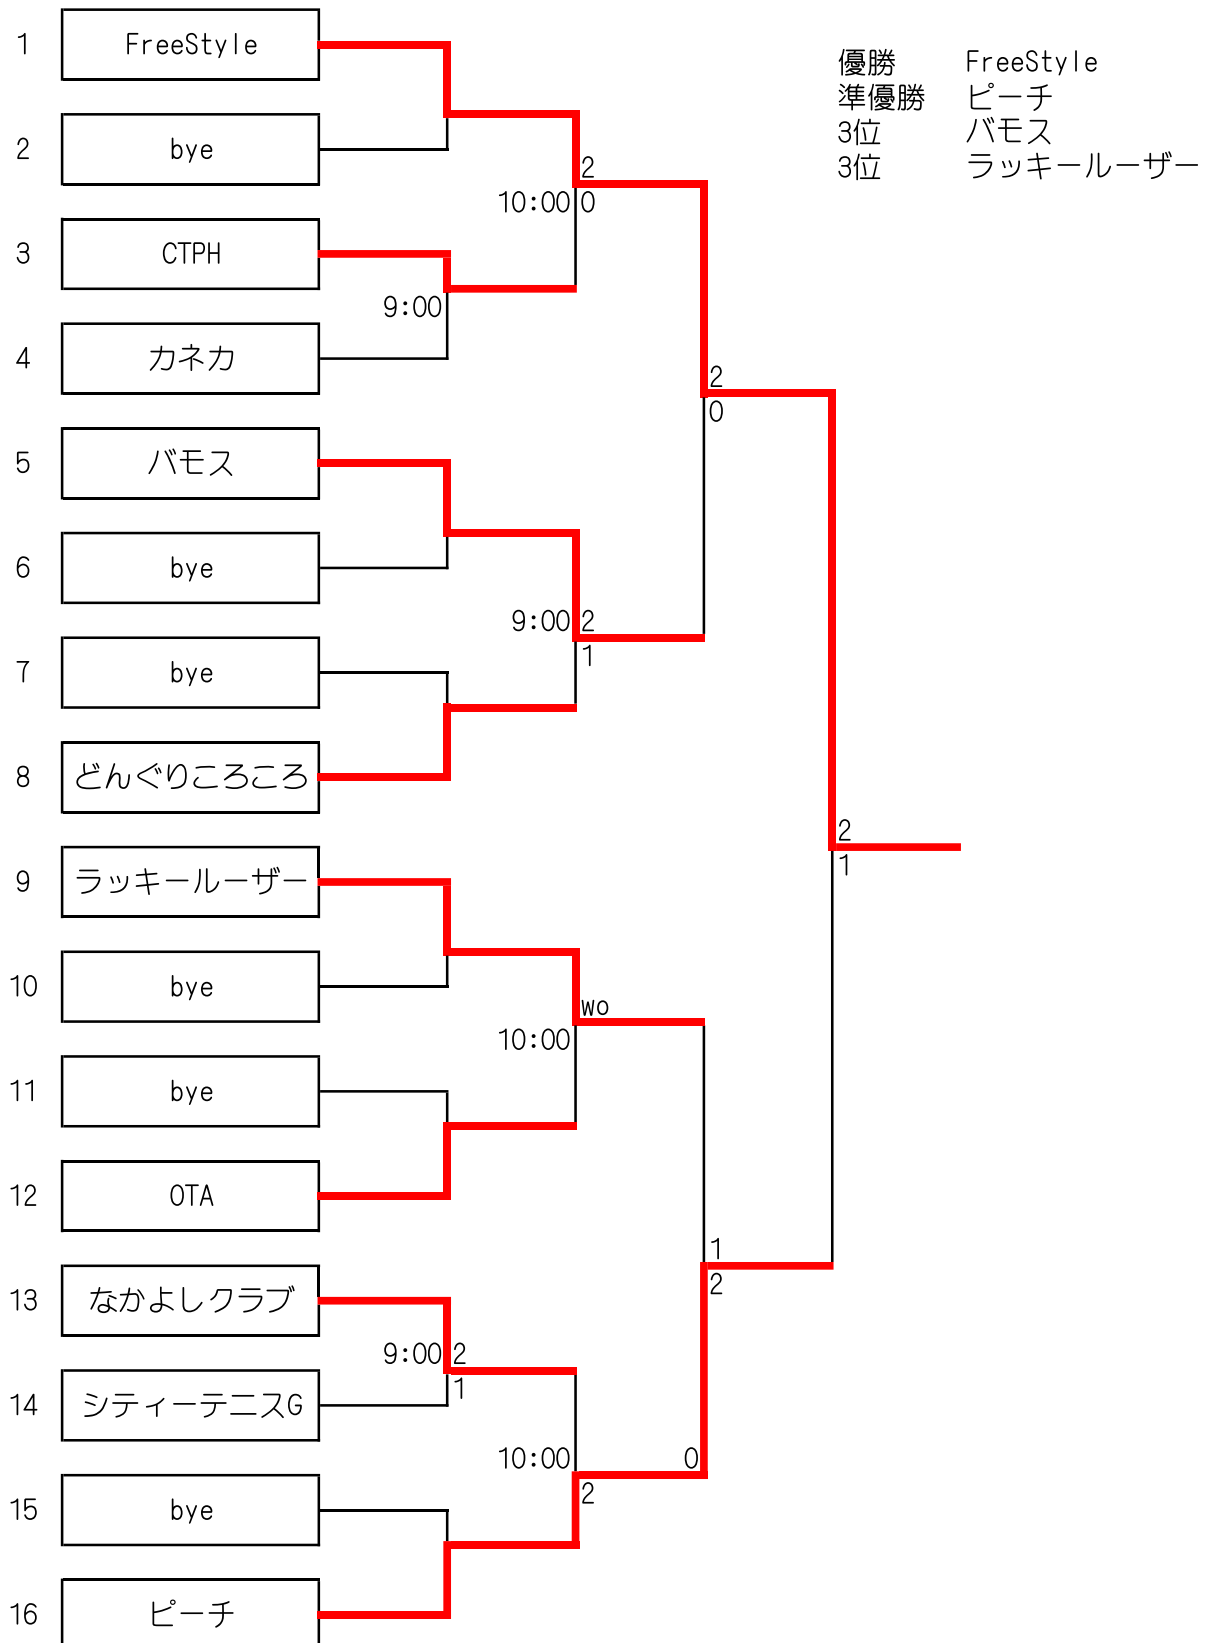 1 FreeStyle
優勝 FreeStyle
準優勝 ピーチ
2 bye
3位 バモス
2
3位 ラッキールーザー
10:00 0
3 CTPH
9:00
4 カネカ
2
0
5 バモス
6 bye
9:00 2
1
7 bye
8 どんぐりころころ
2
1
9 ラッキールーザー
10 bye
wo
10:00
11 bye
12 OTA
1
2
13 なかよしクラブ
9:00 2
1
14 シティーテニスG
10:00 0
2
15 bye
16 ピーチ